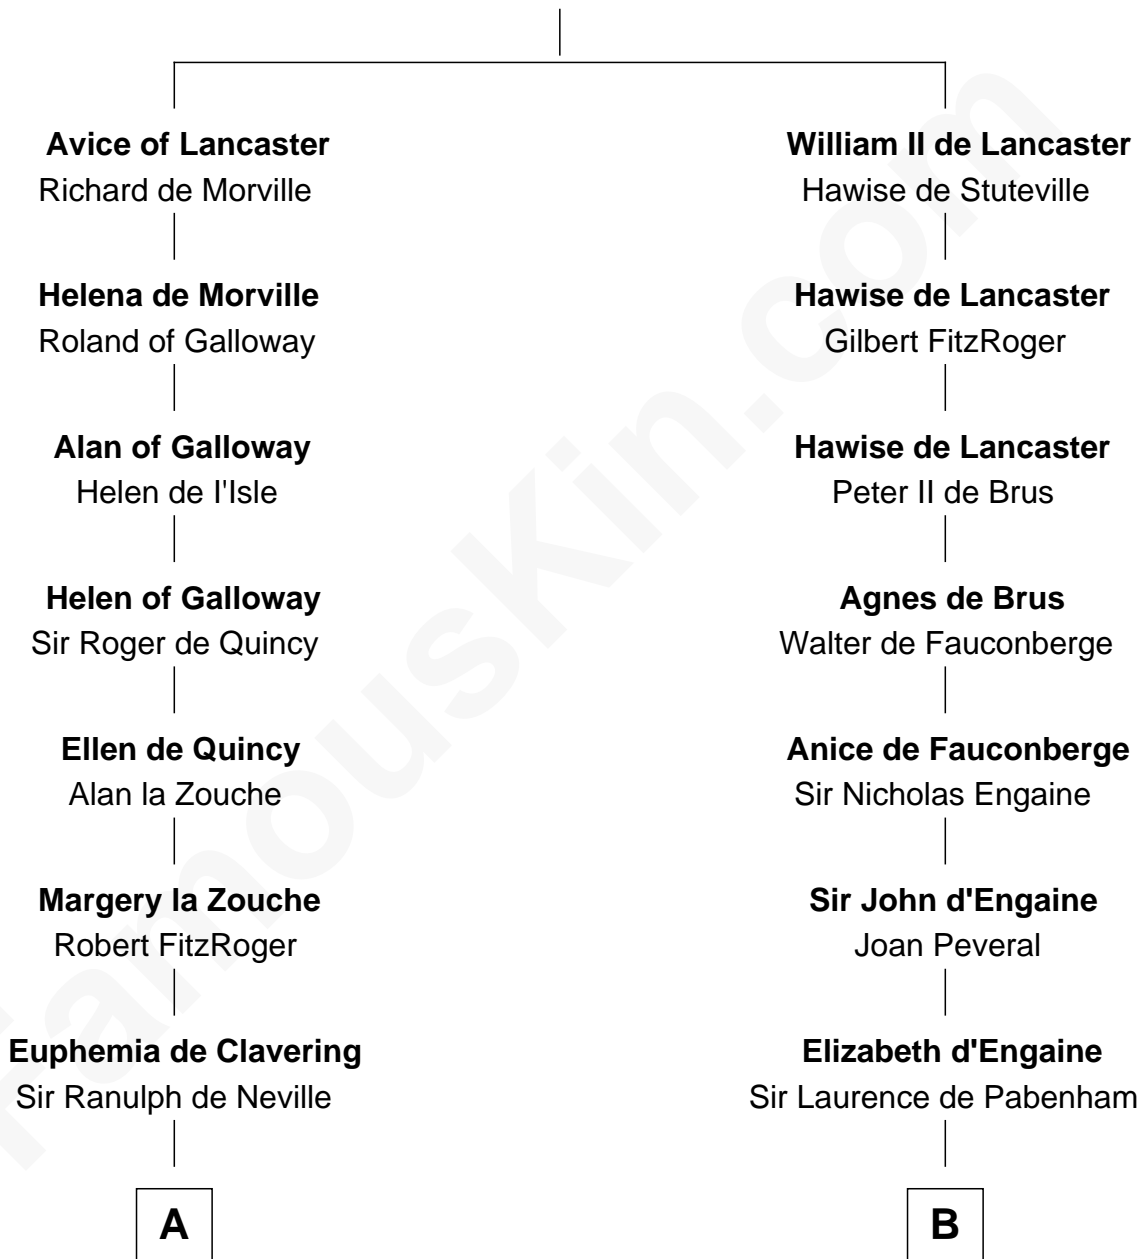 Avice of Lancaster
Richard de Morville
Helena de Morville
Roland of Galloway
Alan of Galloway
Helen de I'Isle
Helen of Galloway
Sir Roger de Quincy
Ellen de Quincy
Alan la Zouche
Margery la Zouche
Robert FitzRoger
Euphemia de Clavering
Sir Ranulph de Neville
A
William II de Lancaster
Hawise de Stuteville
Hawise de Lancaster
Gilbert FitzRoger
Hawise de Lancaster
Peter II de Brus
Agnes de Brus
Walter de Fauconberge
Anice de Fauconberge
Sir Nicholas Engaine
Sir John d'Engaine
Joan Peveral
Elizabeth d'Engaine
Sir Laurence de Pabenham
B
FamousKin.com